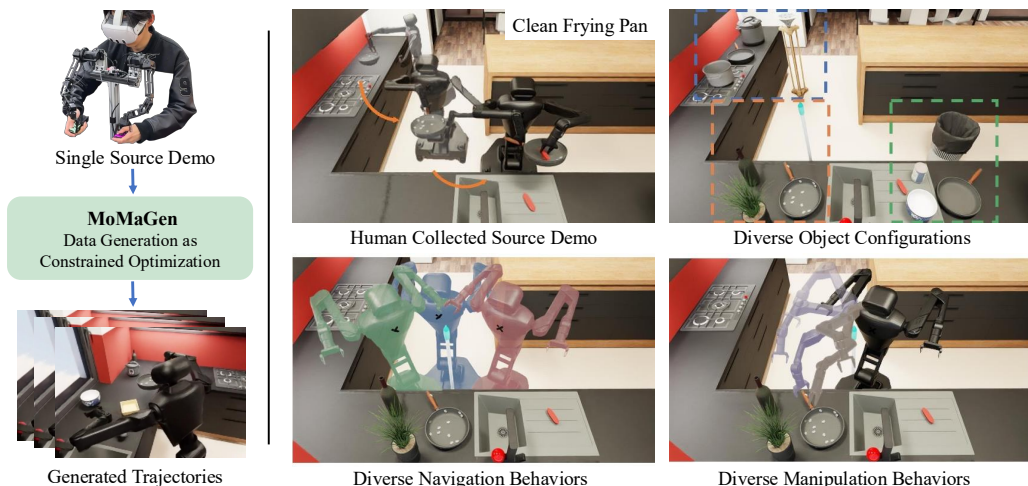 Single Source Demo
MoMaGen
Data Generation as
Constrained Optimization
Generated Trajectories
Clean Frying Pan
Human Collected Source Demo
Diverse Object Configurations
Diverse Navigation Behaviors
Diverse Manipulation Behaviors